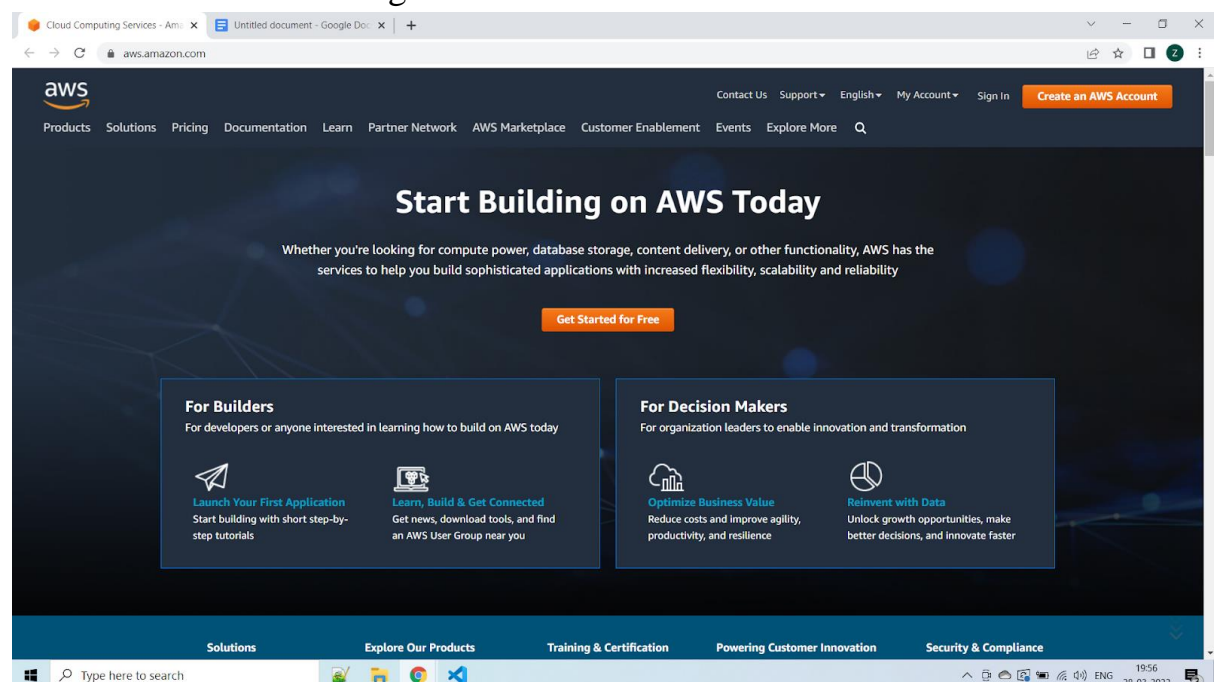 Cloud Computing Services - Ama
Untitled document - Google Doc
aws.amazon.com
Z
aws
Contact Us Support English My Account Sign In Create an AWS Account
Products Solutions Pricing Documentation Learn Partner Network AWS Marketplace Customer Enablement Events Explore More
Start Building on AWS Today
Whether you're looking for compute power, database storage, content delivery, or other functionality, AWS has the
services to help you build sophisticated applications with increased flexibility, scalability and reliability
Get Started for Free
For Builders
For developers or anyone interested in learning how to build on AWS today
Launch Your First Application
Start building with short step-by-
step tutorials
Learn, Build & Get Connected
Get news, download tools, and find
an AWS User Group near you
For Decision Makers
For organization leaders to enable innovation and transformation
Optimize Business Value
Reduce costs and improve agility,
productivity, and resilience
Reinvent with Data
Unlock growth opportunities, make
better decisions, and innovate faster
Solutions Explore Our Products Training & Certification Powering Customer Innovation Security & Compliance
Type here to search
ENG
19:56